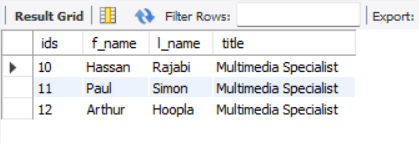 Result Grid Filter Rows: Export:
ids f_name l_name title
10 Hassan Rajabi Multimedia Specialist
11 Paul Simon Multimedia Specialist
12 Arthur Hoopla Multimedia Specialist